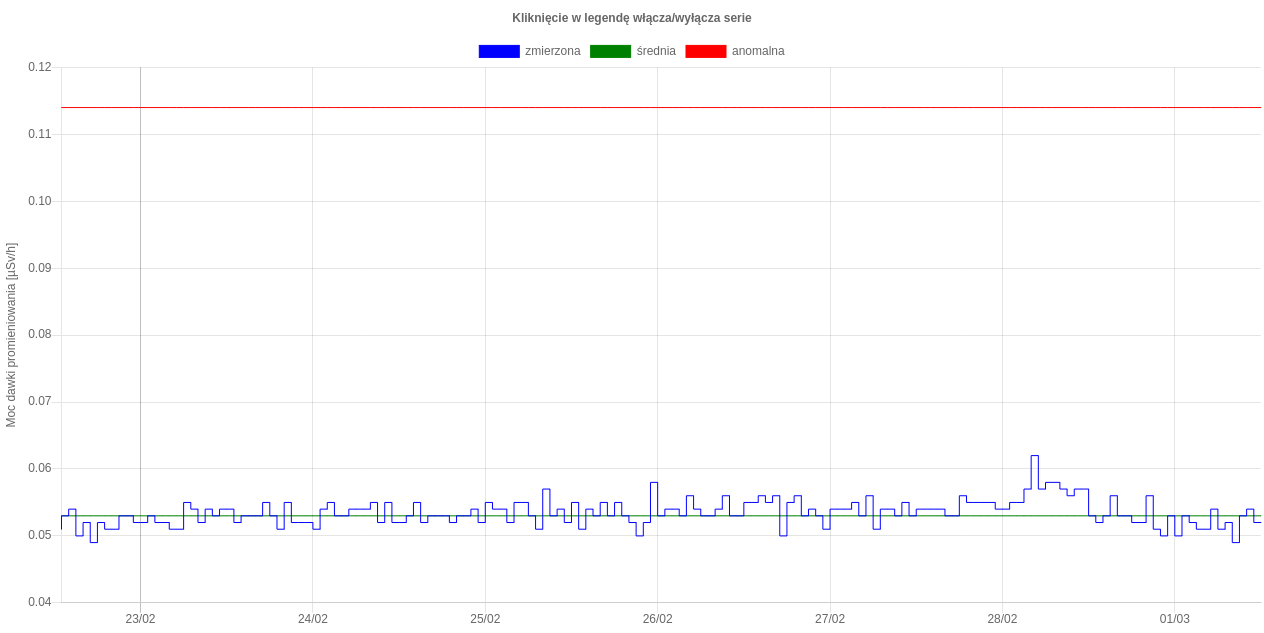 Kliknięcie w legendę włącza/wyłącza serie
zmierzona średnia anomalna
Moc dawki promieniowania [µSv/h]
0.12
0.11
0.10
0.09
0.08
0.07
0.06
0.05
0.04
23/02 24/02 25/02 26/02 27/02 28/02 01/03